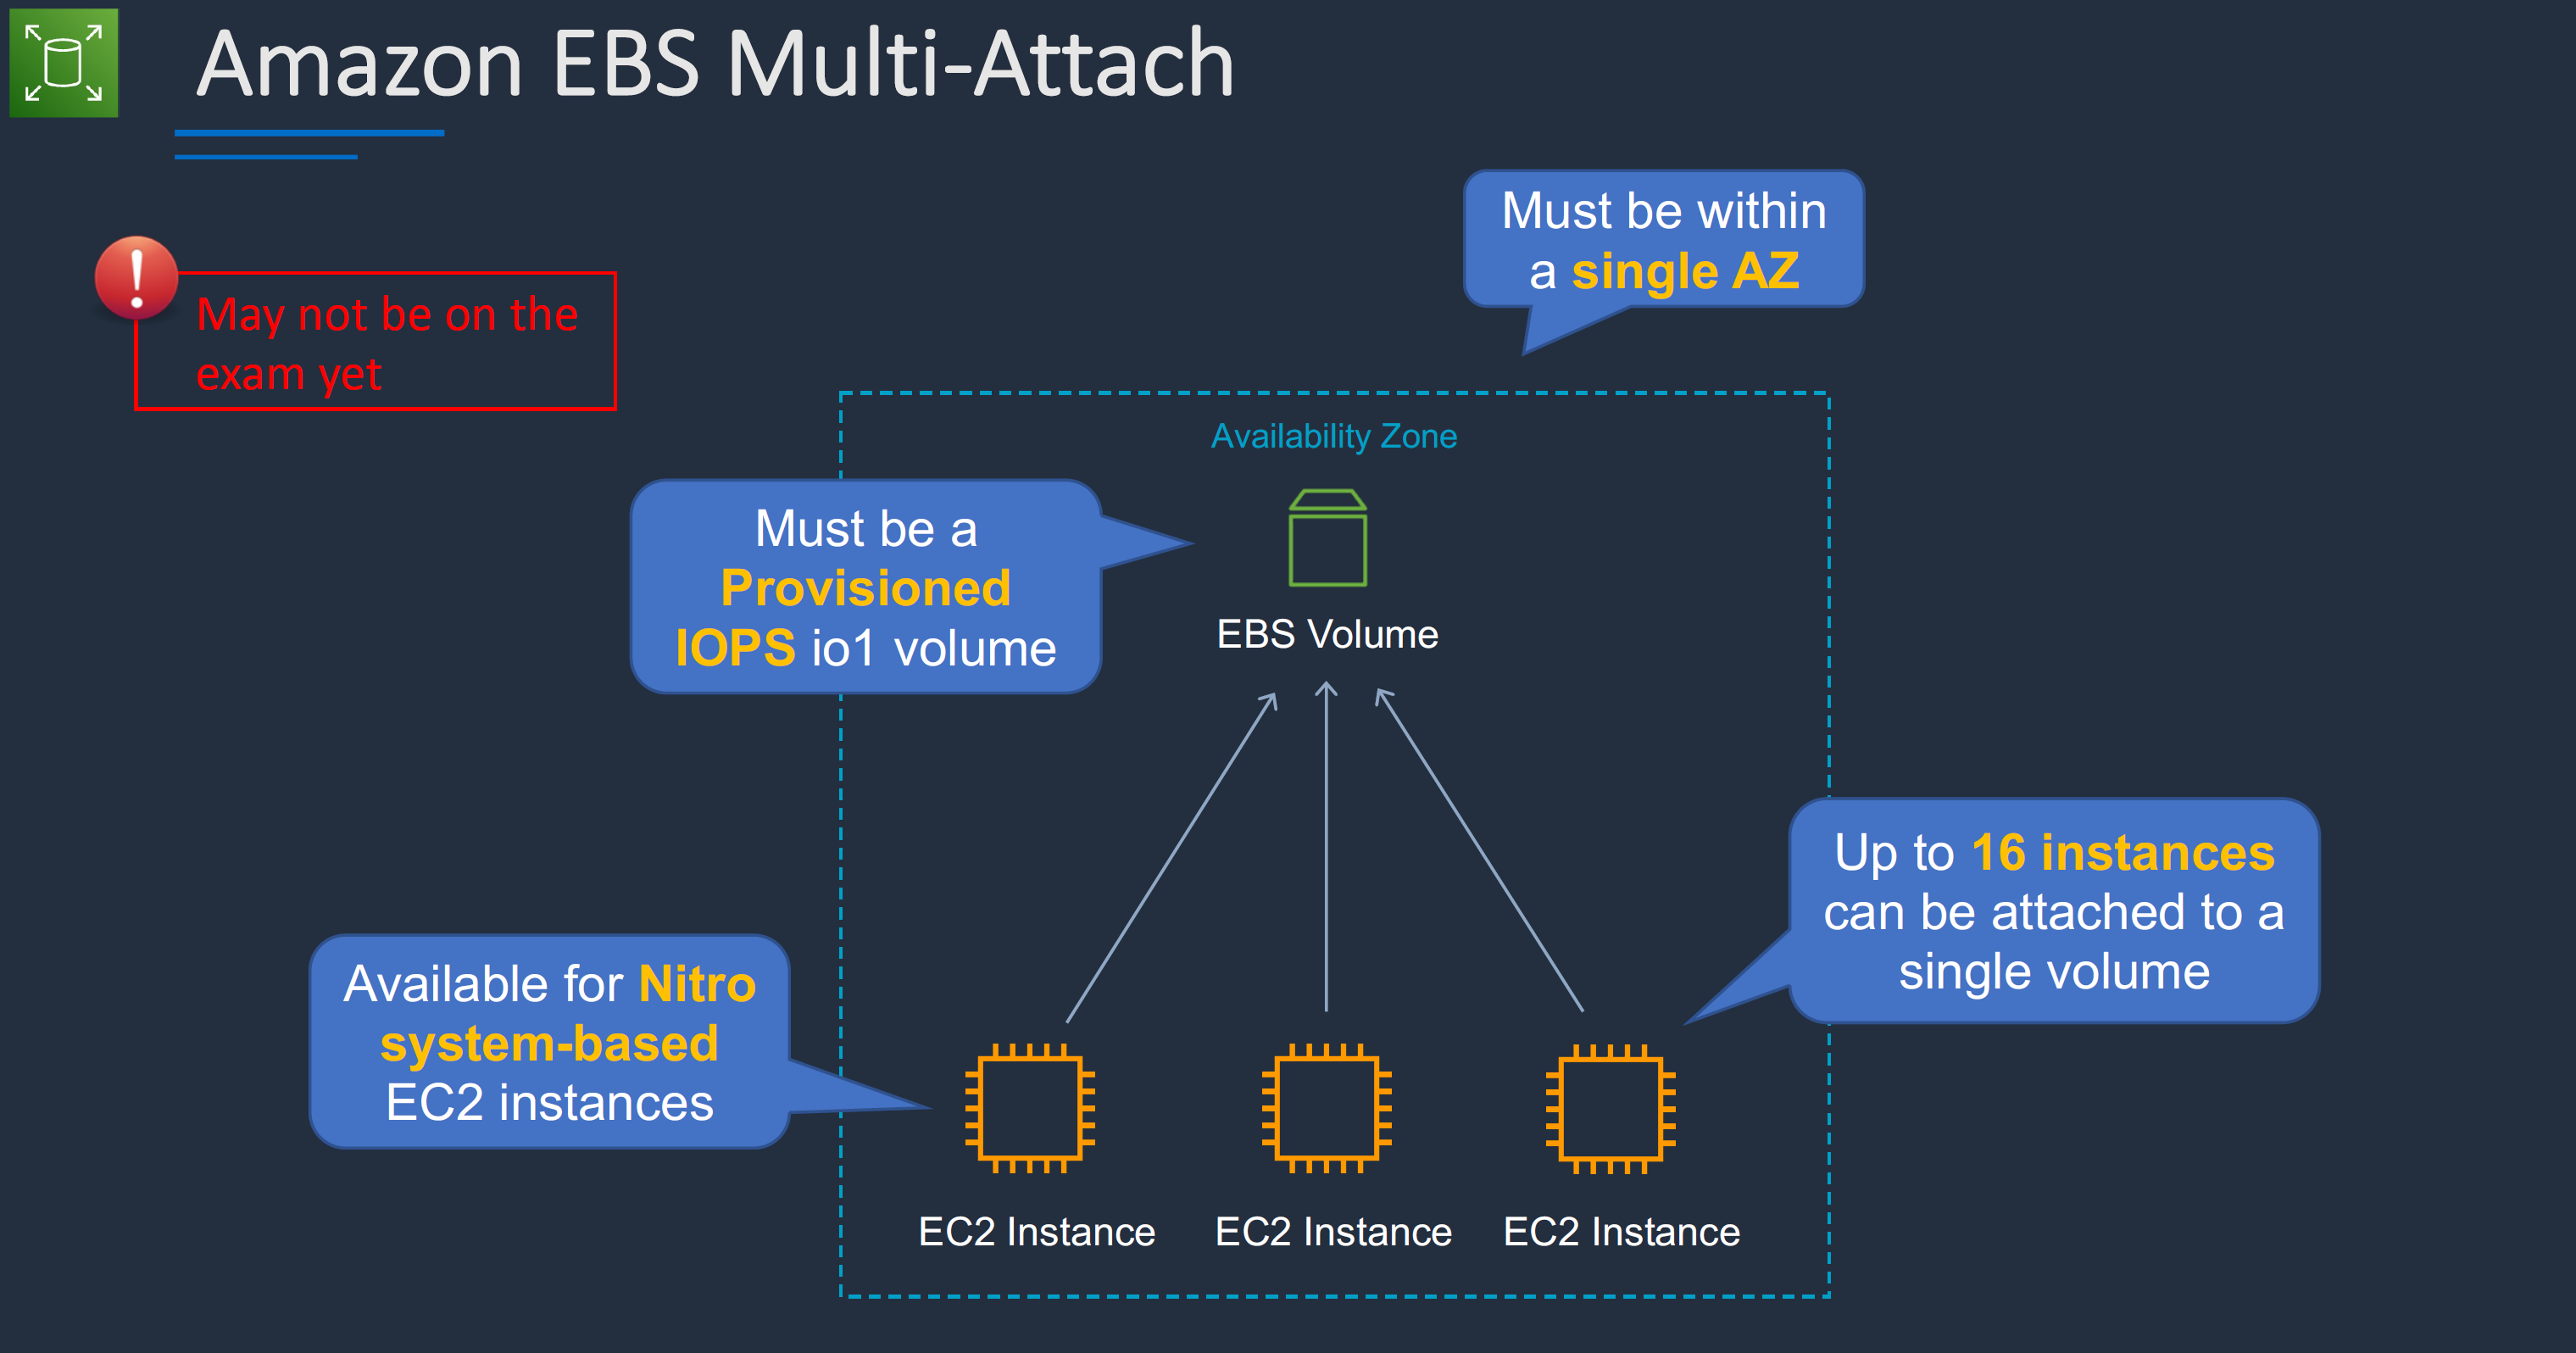 Amazon EBS Multi-Attach
Must be within
a single AZ
May not be on the
exam yet
Availability Zone
Must be a
Provisioned
IOPS io1 volume
EBS Volume
Up to 16 instances
can be attached to a
single volume
Available for Nitro
system-based
EC2 instances
EC2 Instance
EC2 Instance
EC2 Instance